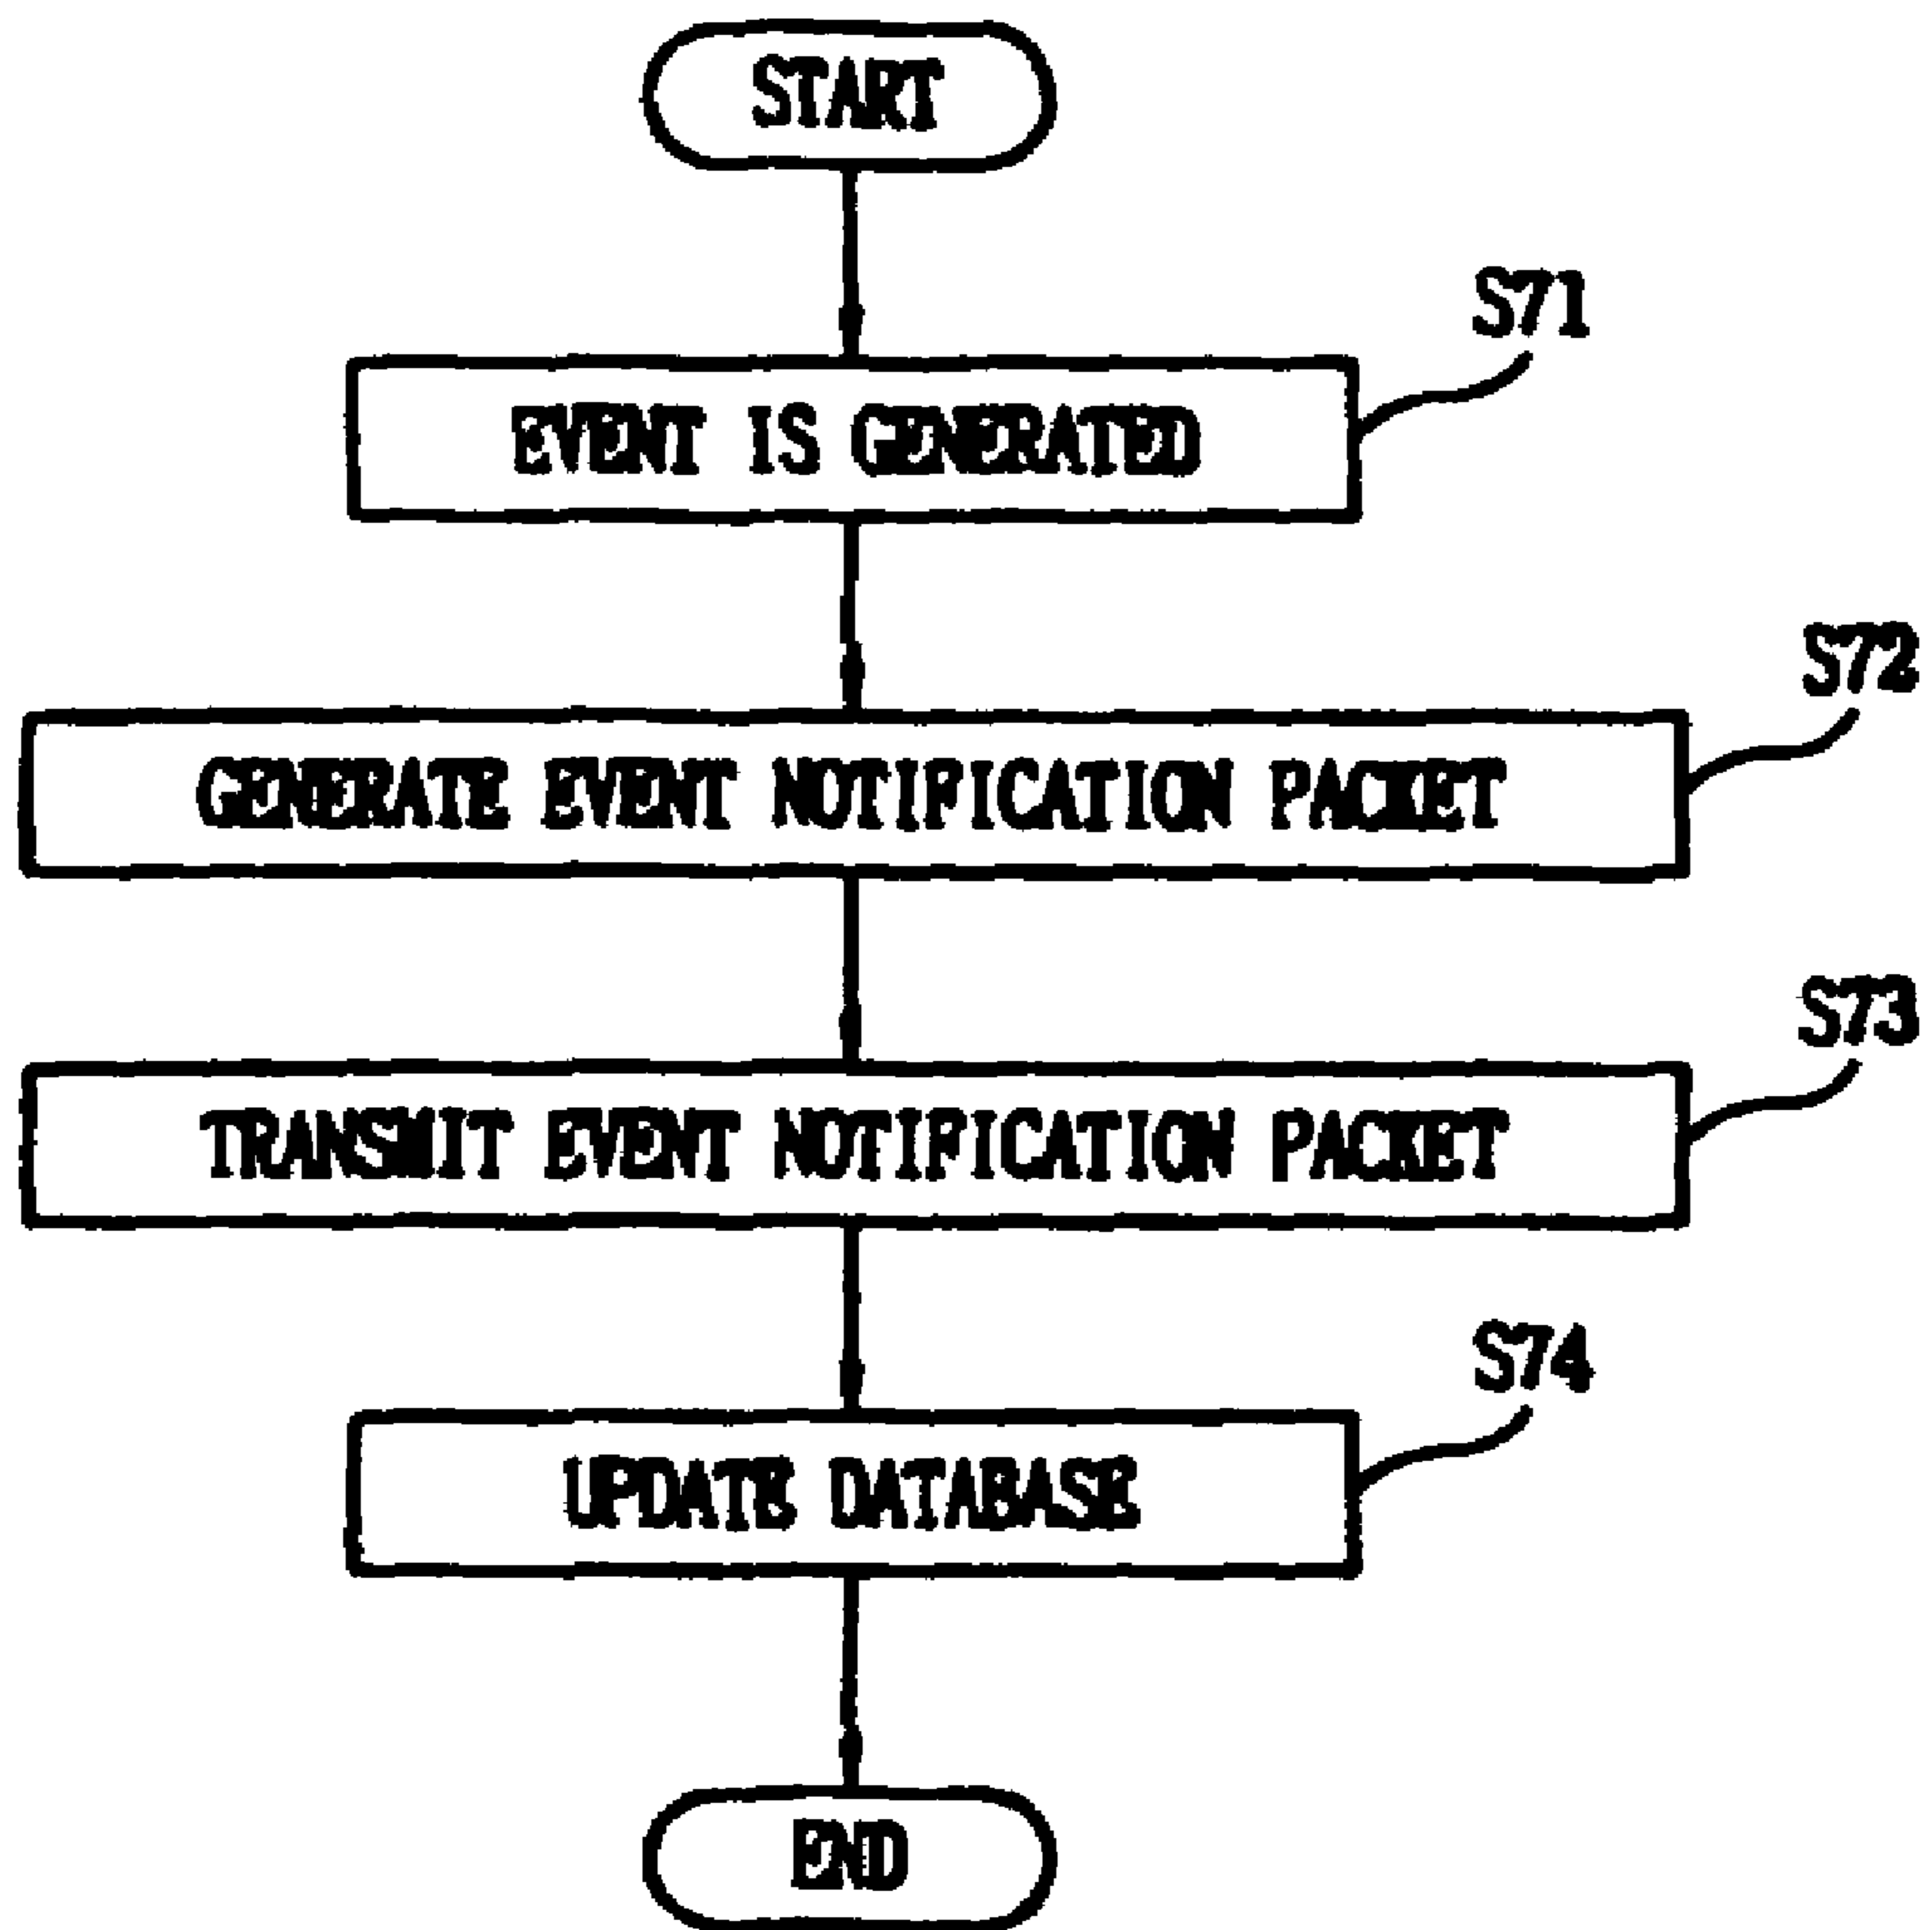 START
S71
EVENT IS GENERATED
S72
GENERATE EVENT NOTIFICATION PACKET
S73
TRANSMIT EVENT NOTIFICATION PACKET
S74
UPDATE DATABASE
END